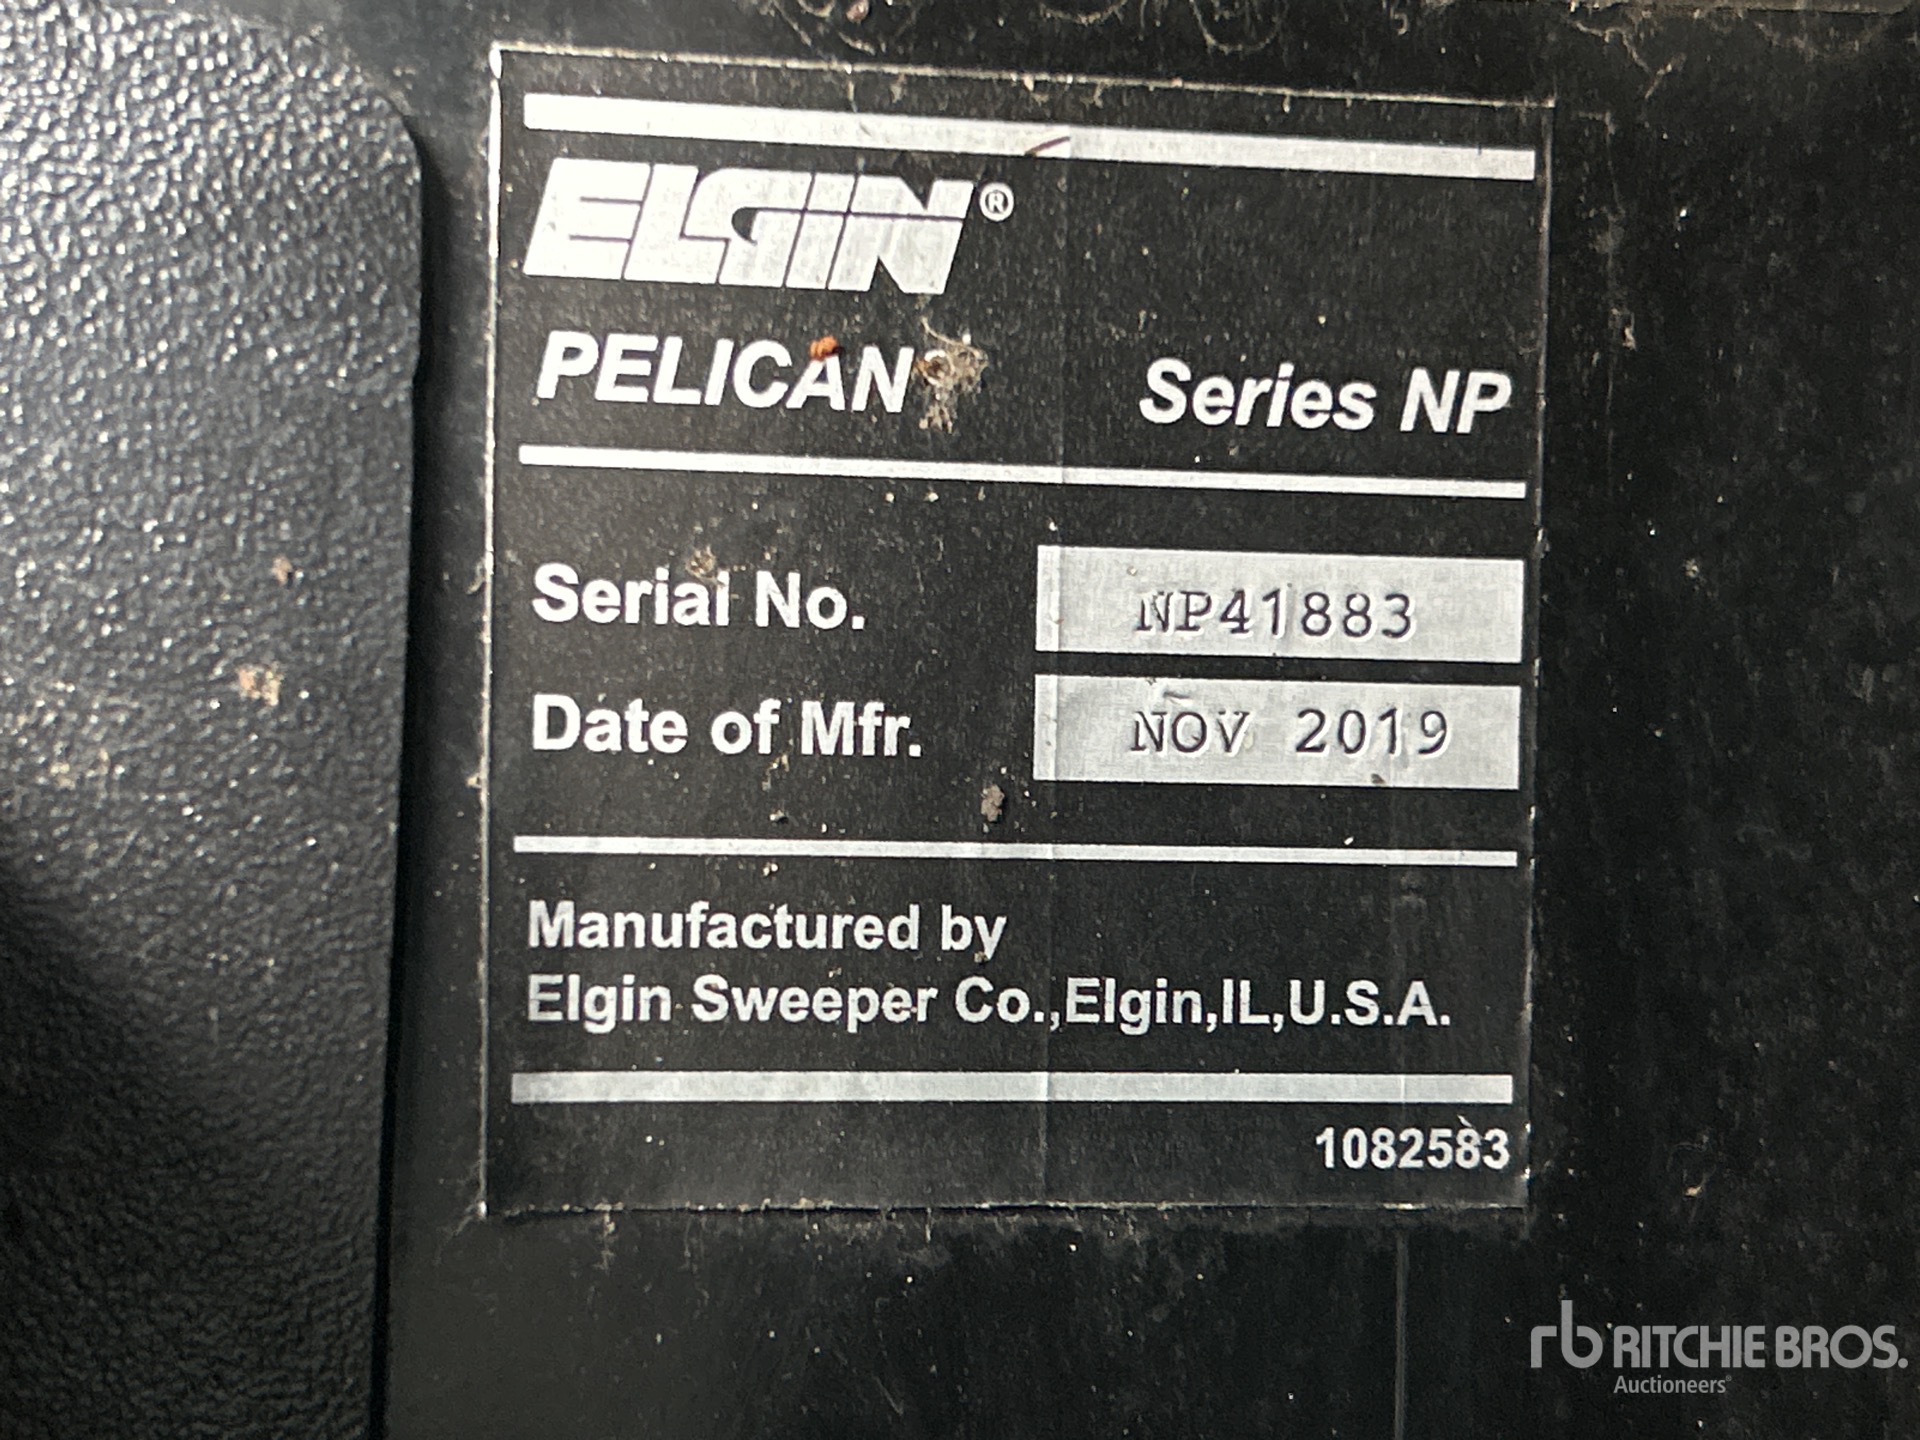 ELGIN®
PELICAN Series NP
Serial No. NP41883
Date of Mfr. NOV 2019
Manufactured by
Elgin Sweeper Co.,Elgin,IL,U.S.A.
1082583
rb RITCHIE BROS.
Auctioneers